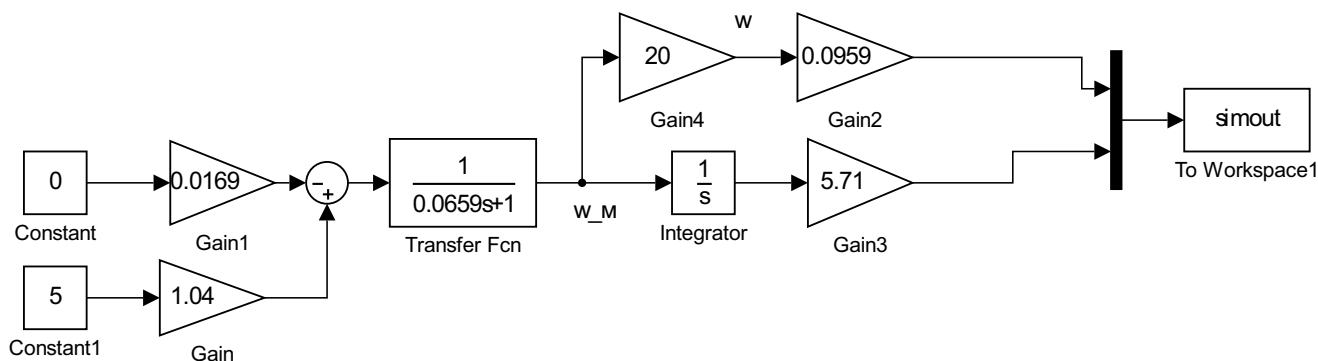 w
20
0.0959
Gain4
Gain2
simout
To Workspace1
0
Constant
0.0169
Gain1
−
+
1
0.0659s+1
Transfer Fcn
w_M
1
s
Integrator
5.71
Gain3
5
Constant1
1.04
Gain